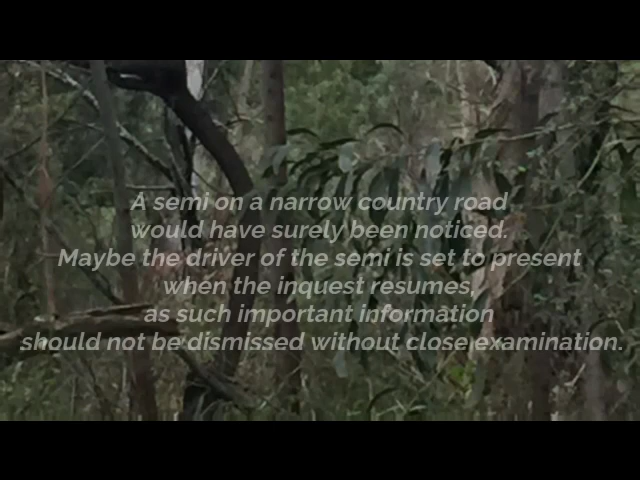 A semi on a narrow country road
would have surely been noticed.
Maybe the driver of the semi is set to present
when the inquest resumes,
as such important information
should not be dismissed without close examination.